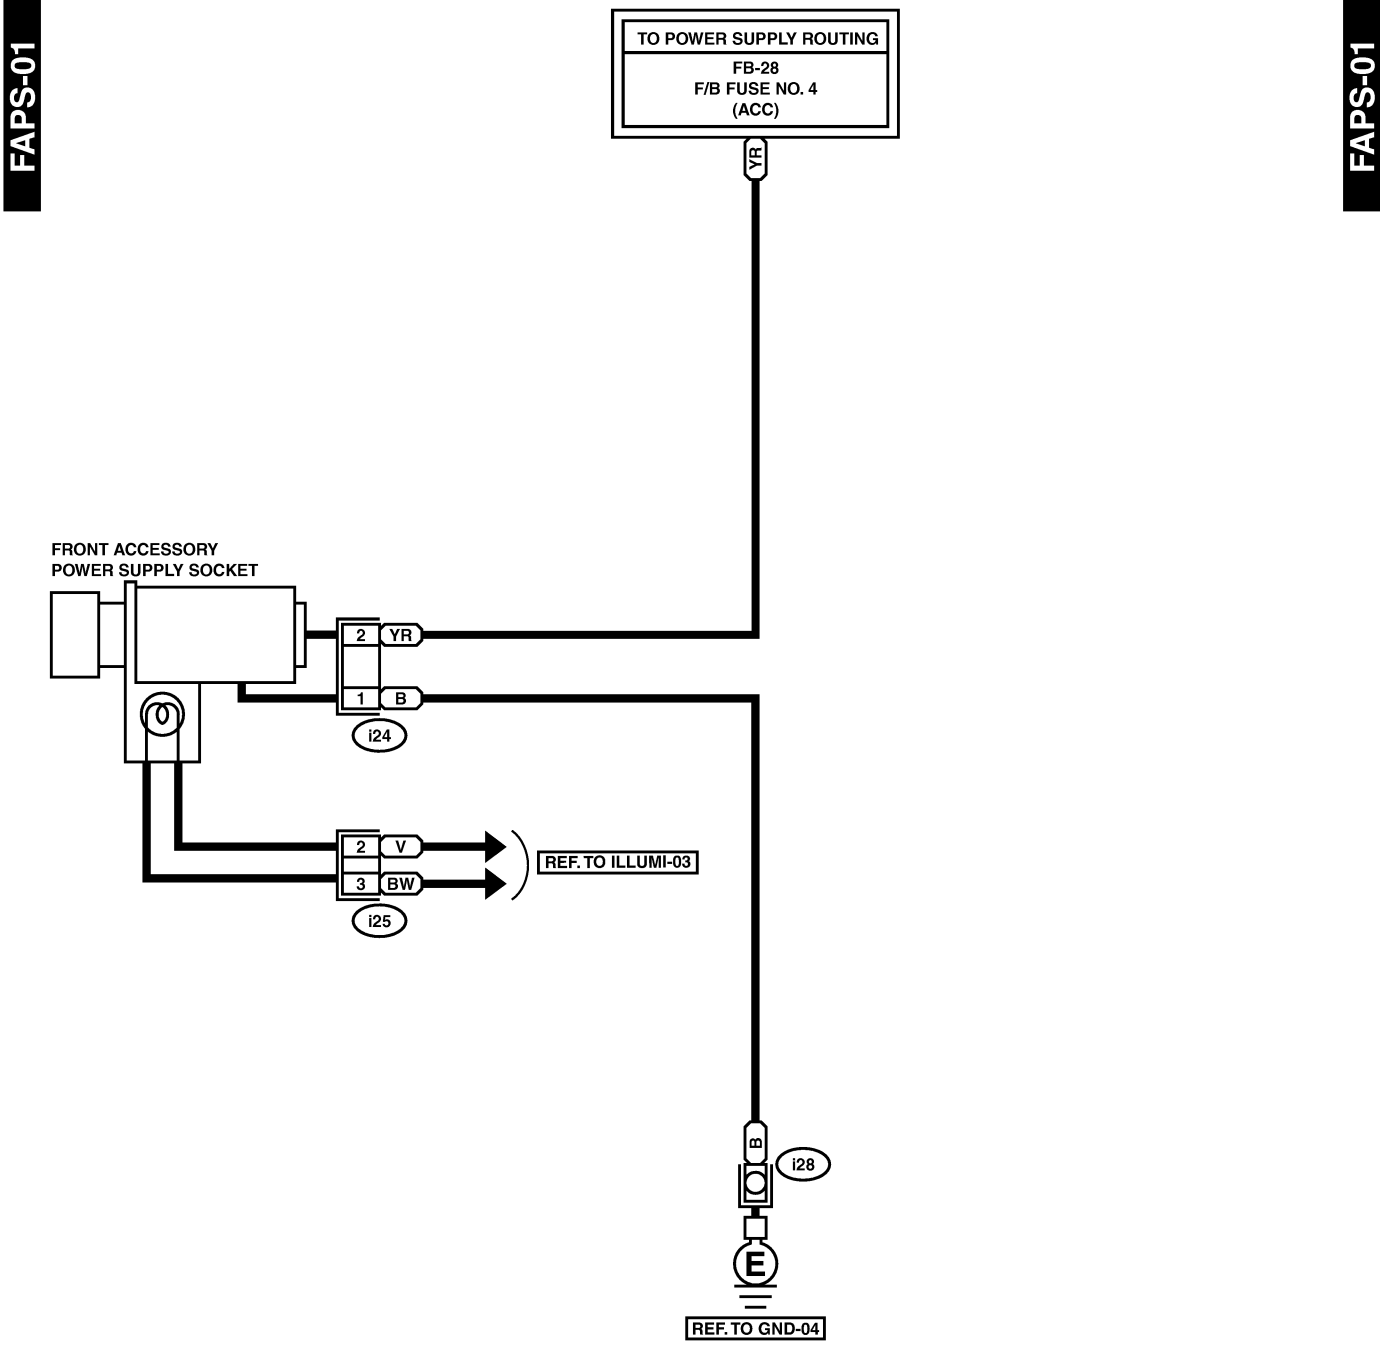 FAPS-01
FAPS-01
TO POWER SUPPLY ROUTING
FB-28
F/B FUSE NO. 4
(ACC)
YR
FRONT ACCESSORY
POWER SUPPLY SOCKET
2 YR
1 B
i24
2 V
3 BW
REF. TO ILLUMI-03
i25
B
i28
E
REF. TO GND-04